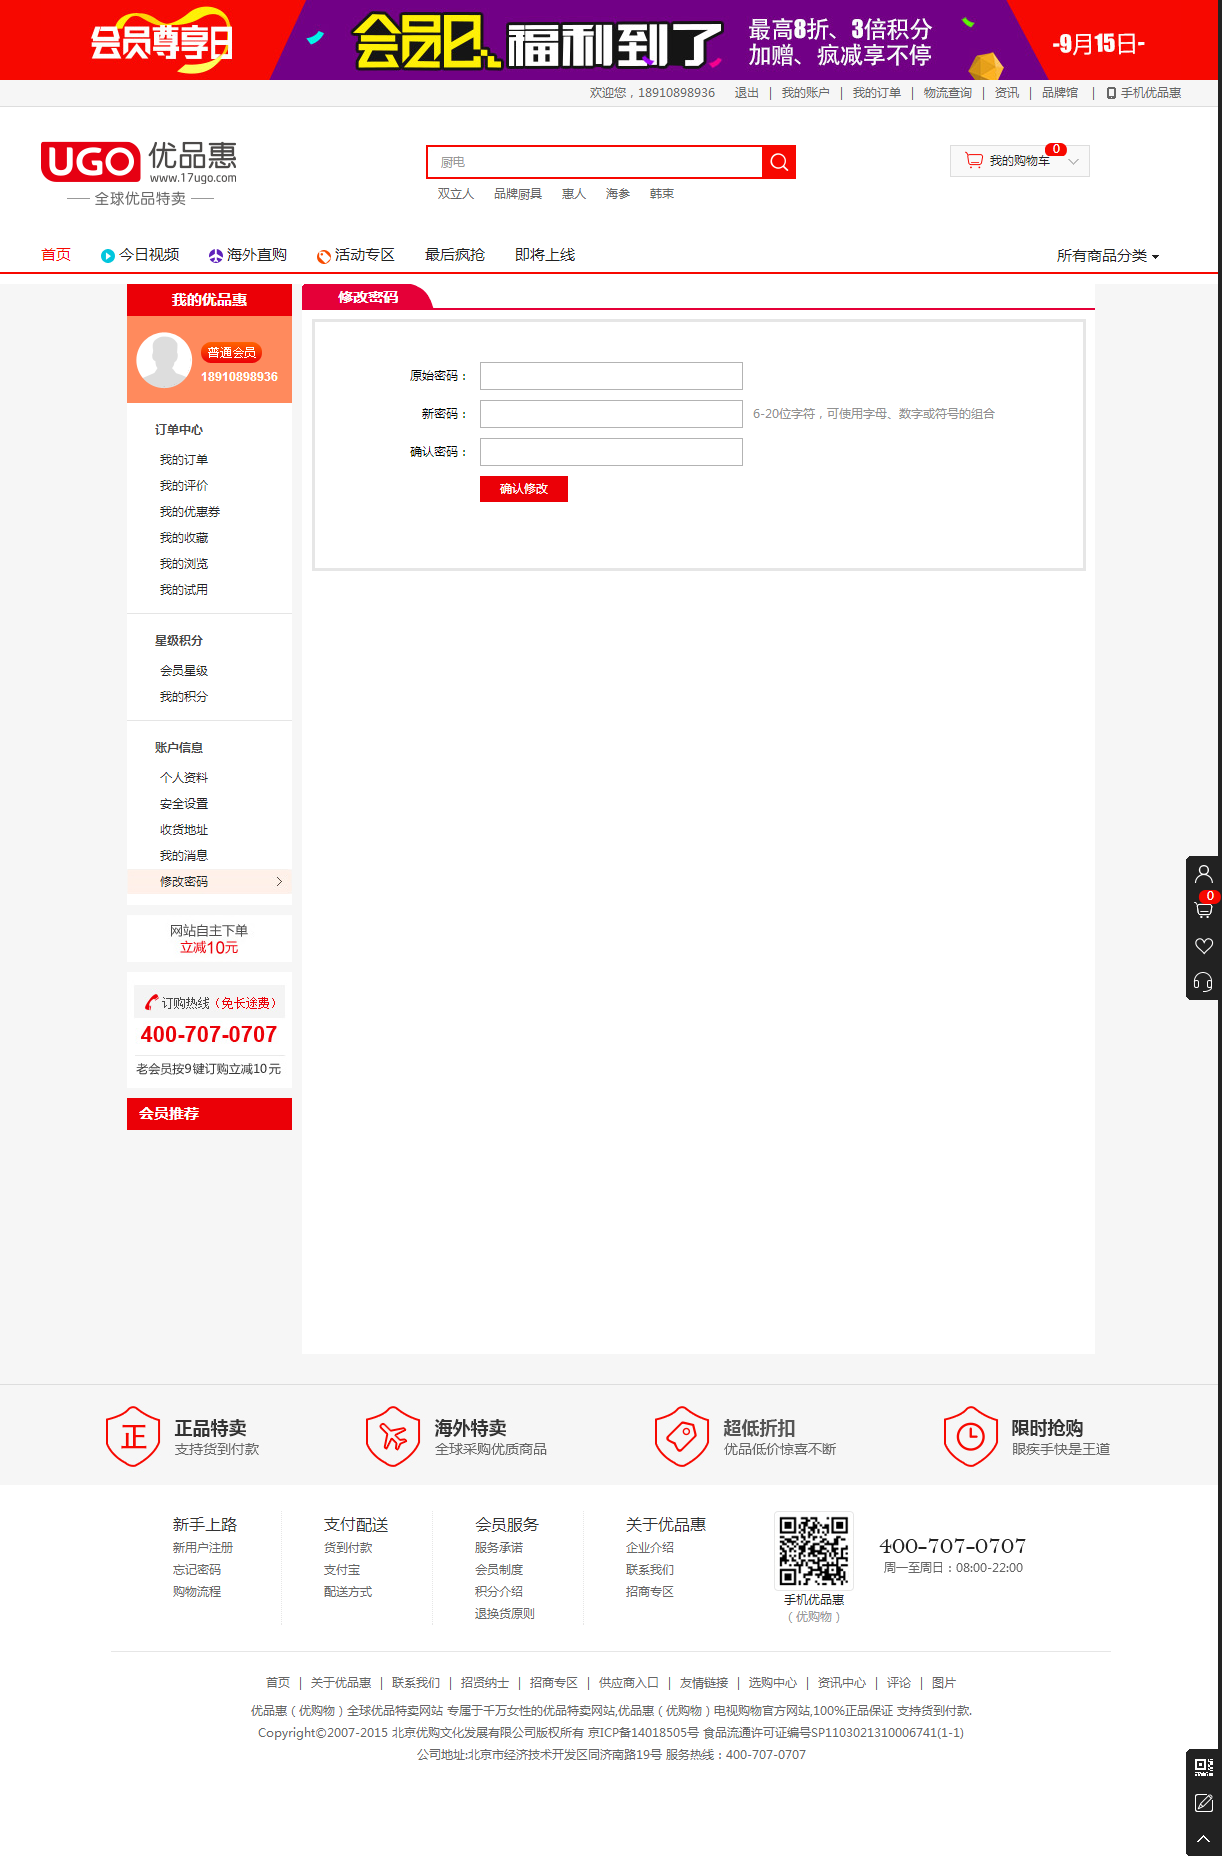 会员尊享日
会员日、福利到了
最高8折、3倍积分
加赠、疯减享不停
-9月15日-
欢迎您，18910898936 退出 | 我的账户 | 我的订单 | 物流查询 | 资讯 | 品牌馆 | 手机优品惠
UGO 优品惠
www.17ugo.com
全球优品特卖
厨电
双立人 品牌厨具 惠人 海参 韩束
我的购物车 0
首页 今日视频 海外直购 活动专区 最后疯抢 即将上线 所有商品分类
我的优品惠
普通会员
18910898936
订单中心
我的订单
我的评价
我的优惠券
我的收藏
我的浏览
我的试用
星级积分
会员星级
我的积分
账户信息
个人资料
安全设置
收货地址
我的消息
修改密码
网站自主下单
立减10元
订购热线（免长途费）
400-707-0707
老会员按9键订购立减10元
会员推荐
修改密码
原始密码：
新密码： 6-20位字符，可使用字母、数字或符号的组合
确认密码：
确认修改
0
正 正品特卖
支持货到付款
海外特卖
全球采购优质商品
超低折扣
优品低价惊喜不断
限时抢购
眼疾手快是王道
新手上路
新用户注册
忘记密码
购物流程
支付配送
货到付款
支付宝
配送方式
会员服务
服务承诺
会员制度
积分介绍
退换货原则
关于优品惠
企业介绍
联系我们
招商专区
手机优品惠
（优购物）
400-707-0707
周一至周日：08:00-22:00
首页 | 关于优品惠 | 联系我们 | 招贤纳士 | 招商专区 | 供应商入口 | 友情链接 | 选购中心 | 资讯中心 | 评论 | 图片
优品惠（优购物）全球优品特卖网站 专属于千万女性的优品特卖网站,优品惠（优购物）电视购物官方网站,100%正品保证 支持货到付款.
Copyright©2007-2015 北京优购文化发展有限公司版权所有 京ICP备14018505号 食品流通许可证编号SP1103021310006741(1-1)
公司地址:北京市经济技术开发区同济南路19号 服务热线：400-707-0707